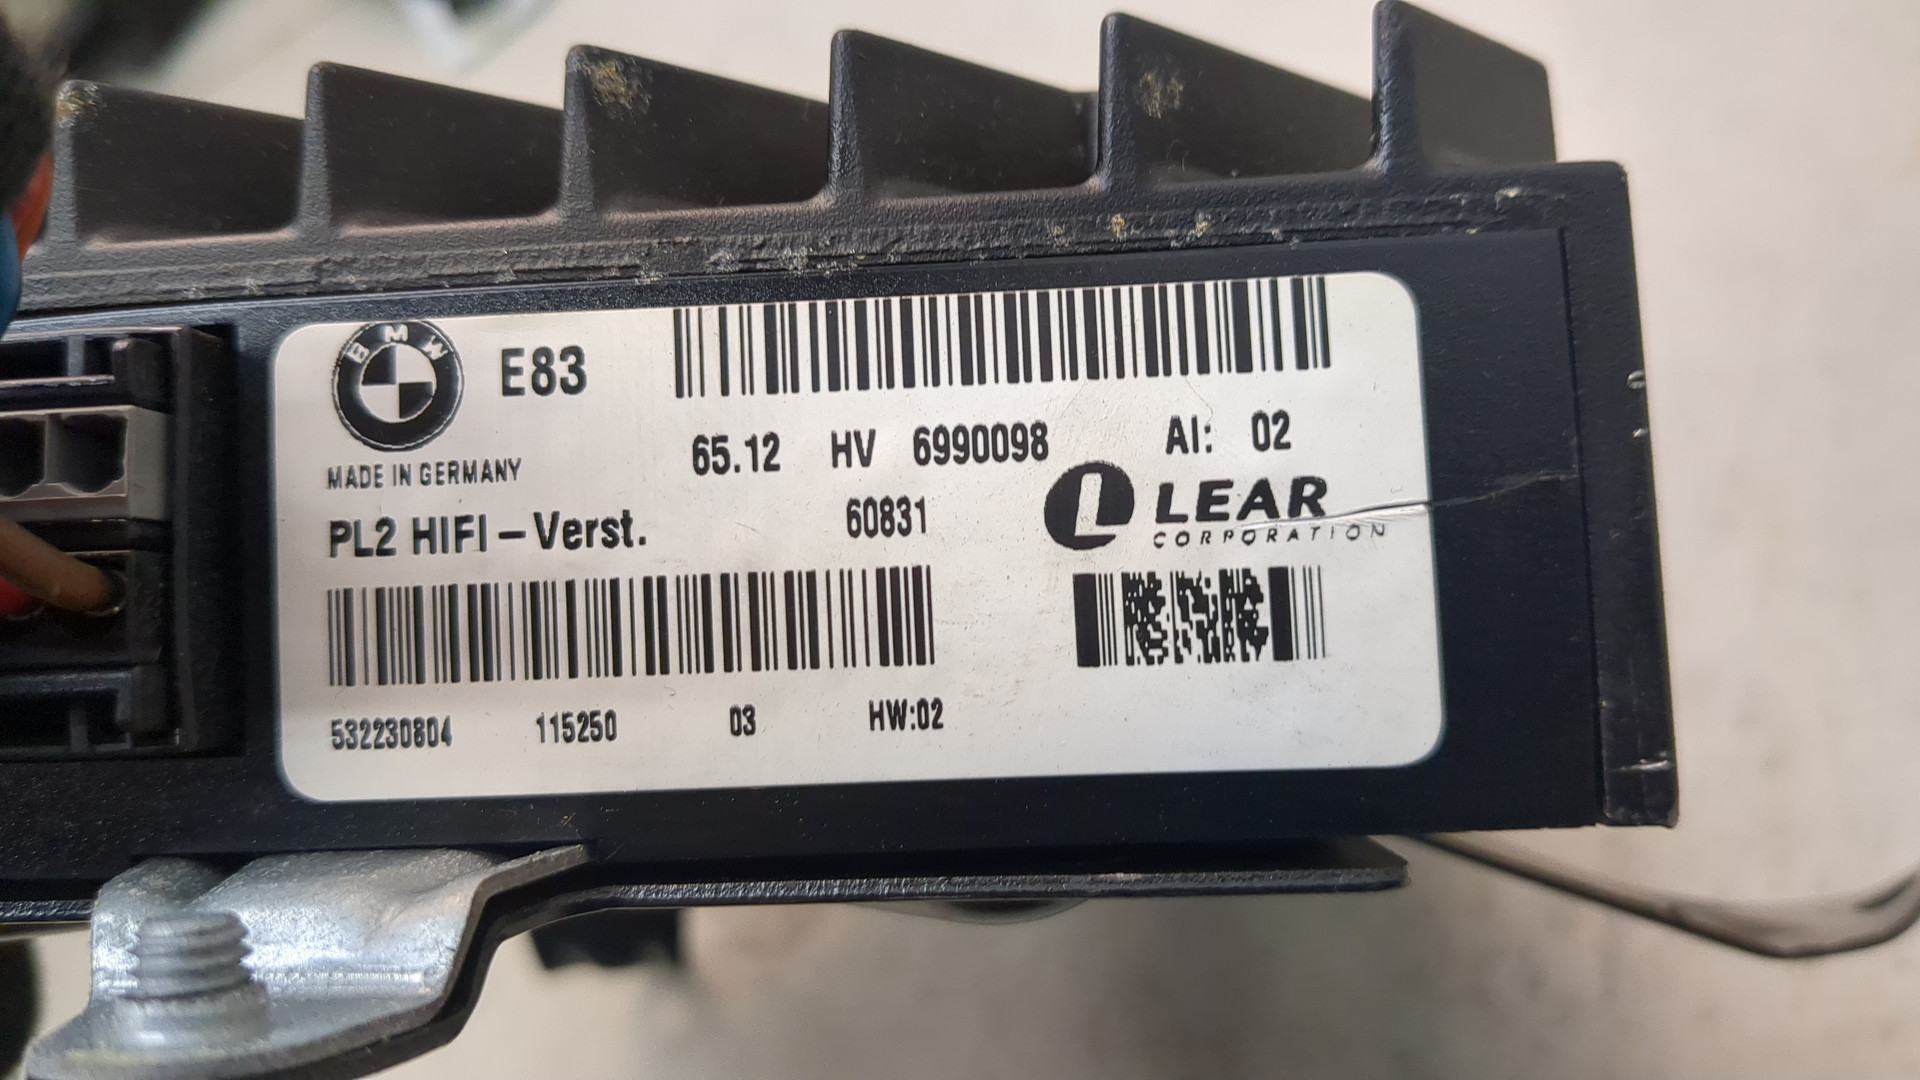 BMW E83
MADE IN GERMANY
65.12 HV 6990098 AI: 02
PL2 HIFI - Verst. 60831
LEAR
CORPORATION
532230804 115250 03 HW:02